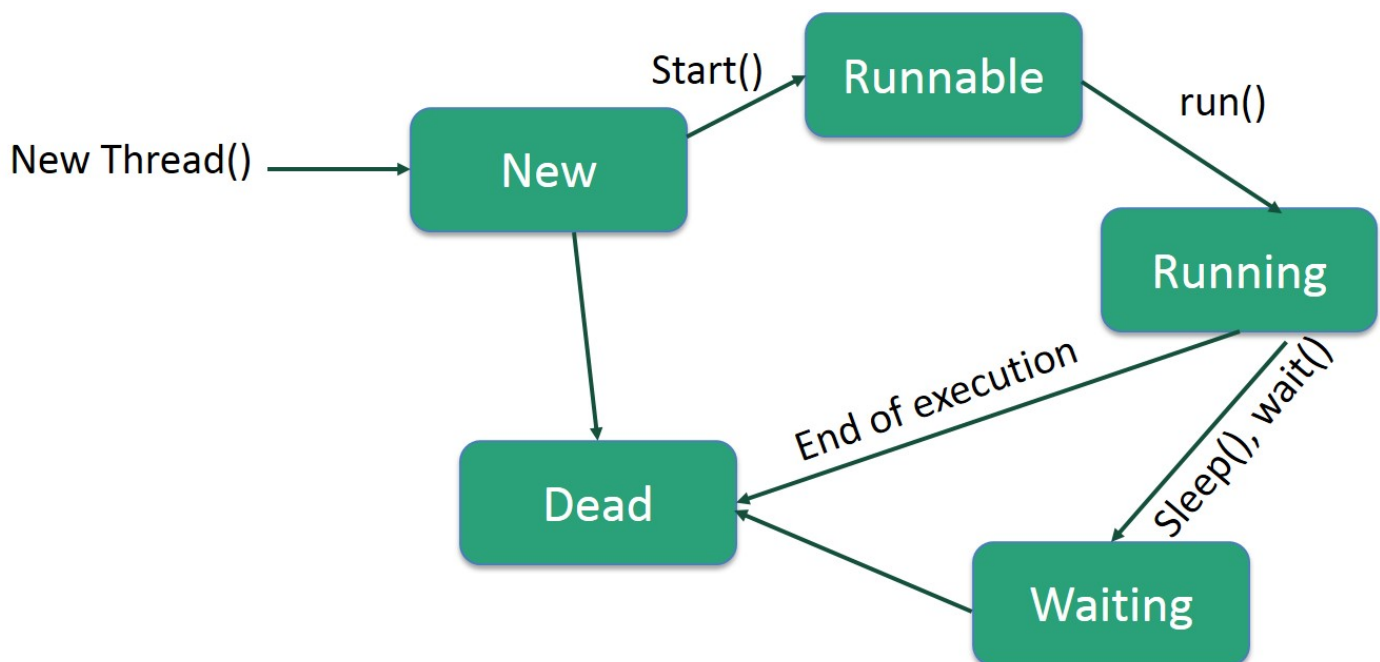 Start()
Runnable
run()
New Thread()
New
Running
End of execution
Sleep(), wait()
Dead
Waiting